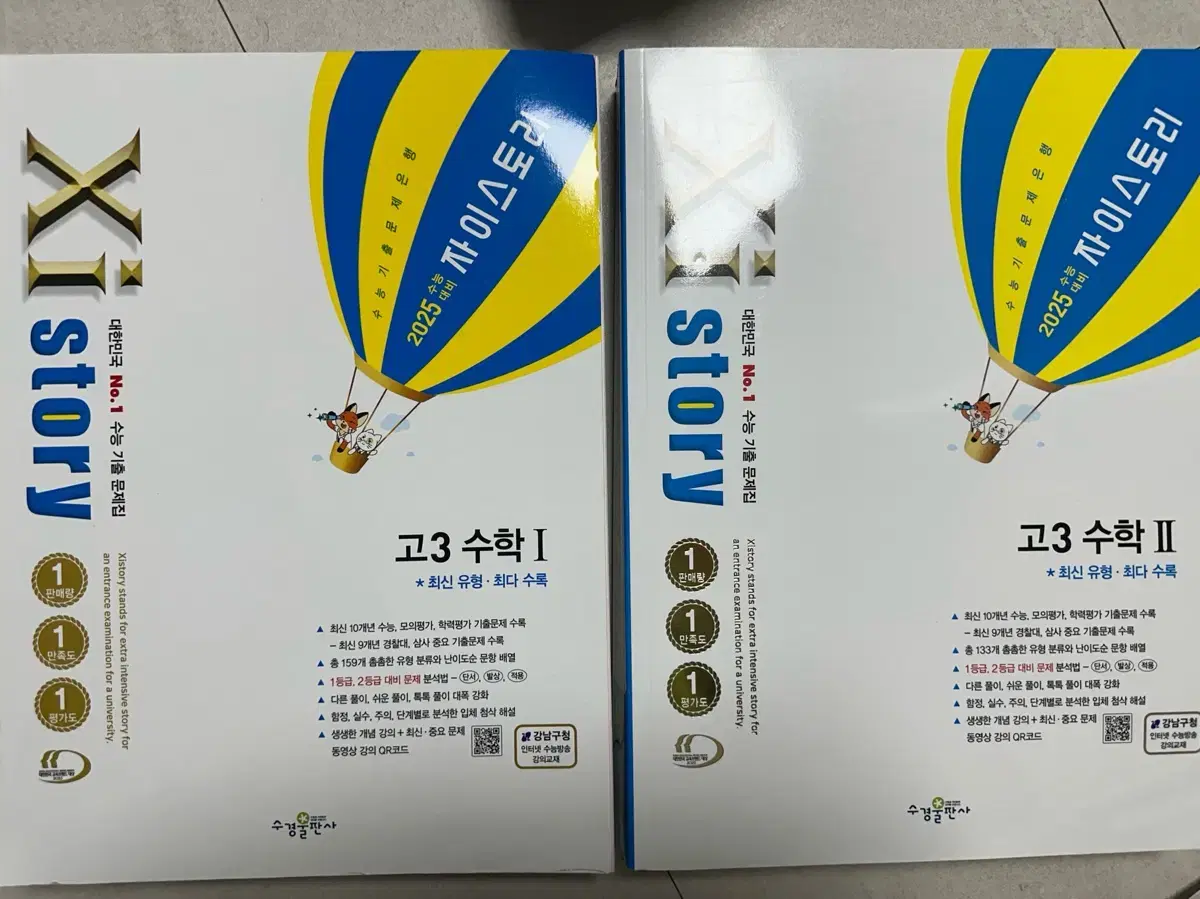 Xi
story
대한민국 No.1 수능 기출 문제집
Xistory stands for extra intensive story for
an entrance examination for a university.
수능기출문제은행
2025 수능
대비
자이스토리
고3 수학 I
* 최신 유형 · 최다 수록
▲ 최신 10개년 수능, 모의평가, 학력평가 기출문제 수록
– 최신 9개년 경찰대, 삼사 중요 기출문제 수록
▲ 총 159개 촘촘한 유형 분류와 난이도순 문항 배열
▲ 1등급, 2등급 대비 문제 분석법 – 단서, 발상, 적용
▲ 다른 풀이, 쉬운 풀이, 톡톡 풀이 대폭 강화
▲ 함정, 실수, 주의, 단계별로 분석한 입체 첨삭 해설
▲ 생생한 개념 강의 + 최신·중요 문제
동영상 강의 QR코드
강남구청
인터넷 수능방송
강의교재
1
판매량
1
만족도
1
평가도
수경출판사
Xi
story
대한민국 No.1 수능 기출 문제집
Xistory stands for extra intensive story for
an entrance examination for a university.
수능기출문제은행
2025 수능
대비
자이스토리
고3 수학 II
* 최신 유형 · 최다 수록
▲ 최신 10개년 수능, 모의평가, 학력평가 기출문제 수록
– 최신 9개년 경찰대, 삼사 중요 기출문제 수록
▲ 총 133개 촘촘한 유형 분류와 난이도순 문항 배열
▲ 1등급, 2등급 대비 문제 분석법 – 단서, 발상, 적용
▲ 다른 풀이, 쉬운 풀이, 톡톡 풀이 대폭 강화
▲ 함정, 실수, 주의, 단계별로 분석한 입체 첨삭 해설
▲ 생생한 개념 강의 + 최신·중요 문제
동영상 강의 QR코드
강남구청
인터넷 수능방송
강의교재
1
판매량
1
만족도
1
평가도
수경출판사